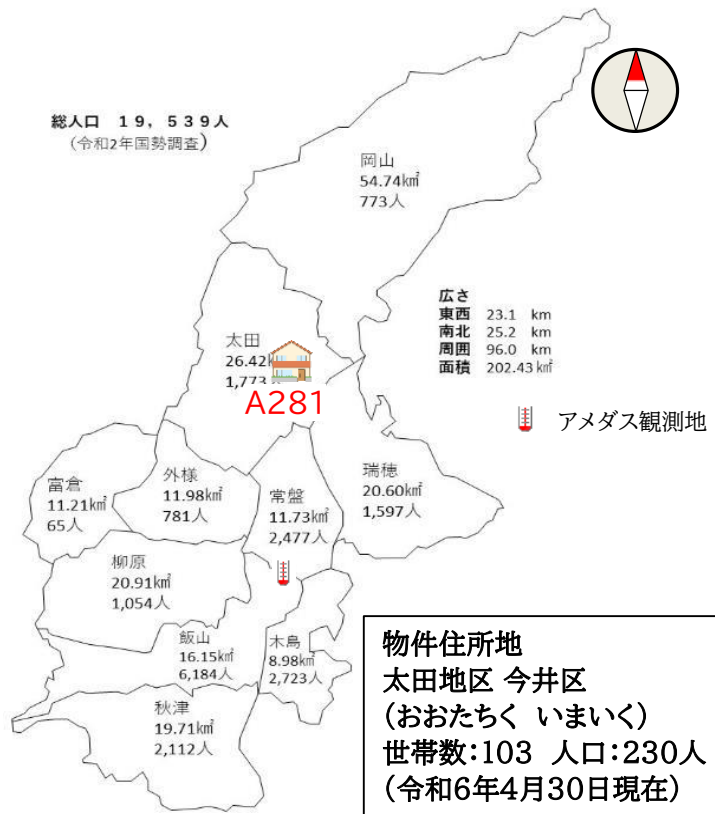 総人口 19，539人
(令和2年国勢調査)
岡山
54.74㎢
773人
広さ
東西 23.1 km
南北 25.2 km
周囲 96.0 km
面積 202.43㎢
太田
26.42k
1,773人
A281
アメダス観測地
富倉
11.21㎢
65人
外様
11.98㎢
781人
常盤
11.73㎢
2,477人
瑞穂
20.60㎢
1,597人
柳原
20.91㎢
1,054人
飯山
16.15㎢
6,184人
木島
8.98㎢
2,723人
秋津
19.71㎢
2,112人
物件住所地
太田地区 今井区
(おおたちく いまいく)
世帯数:103 人口:230人
(令和6年4月30日現在)